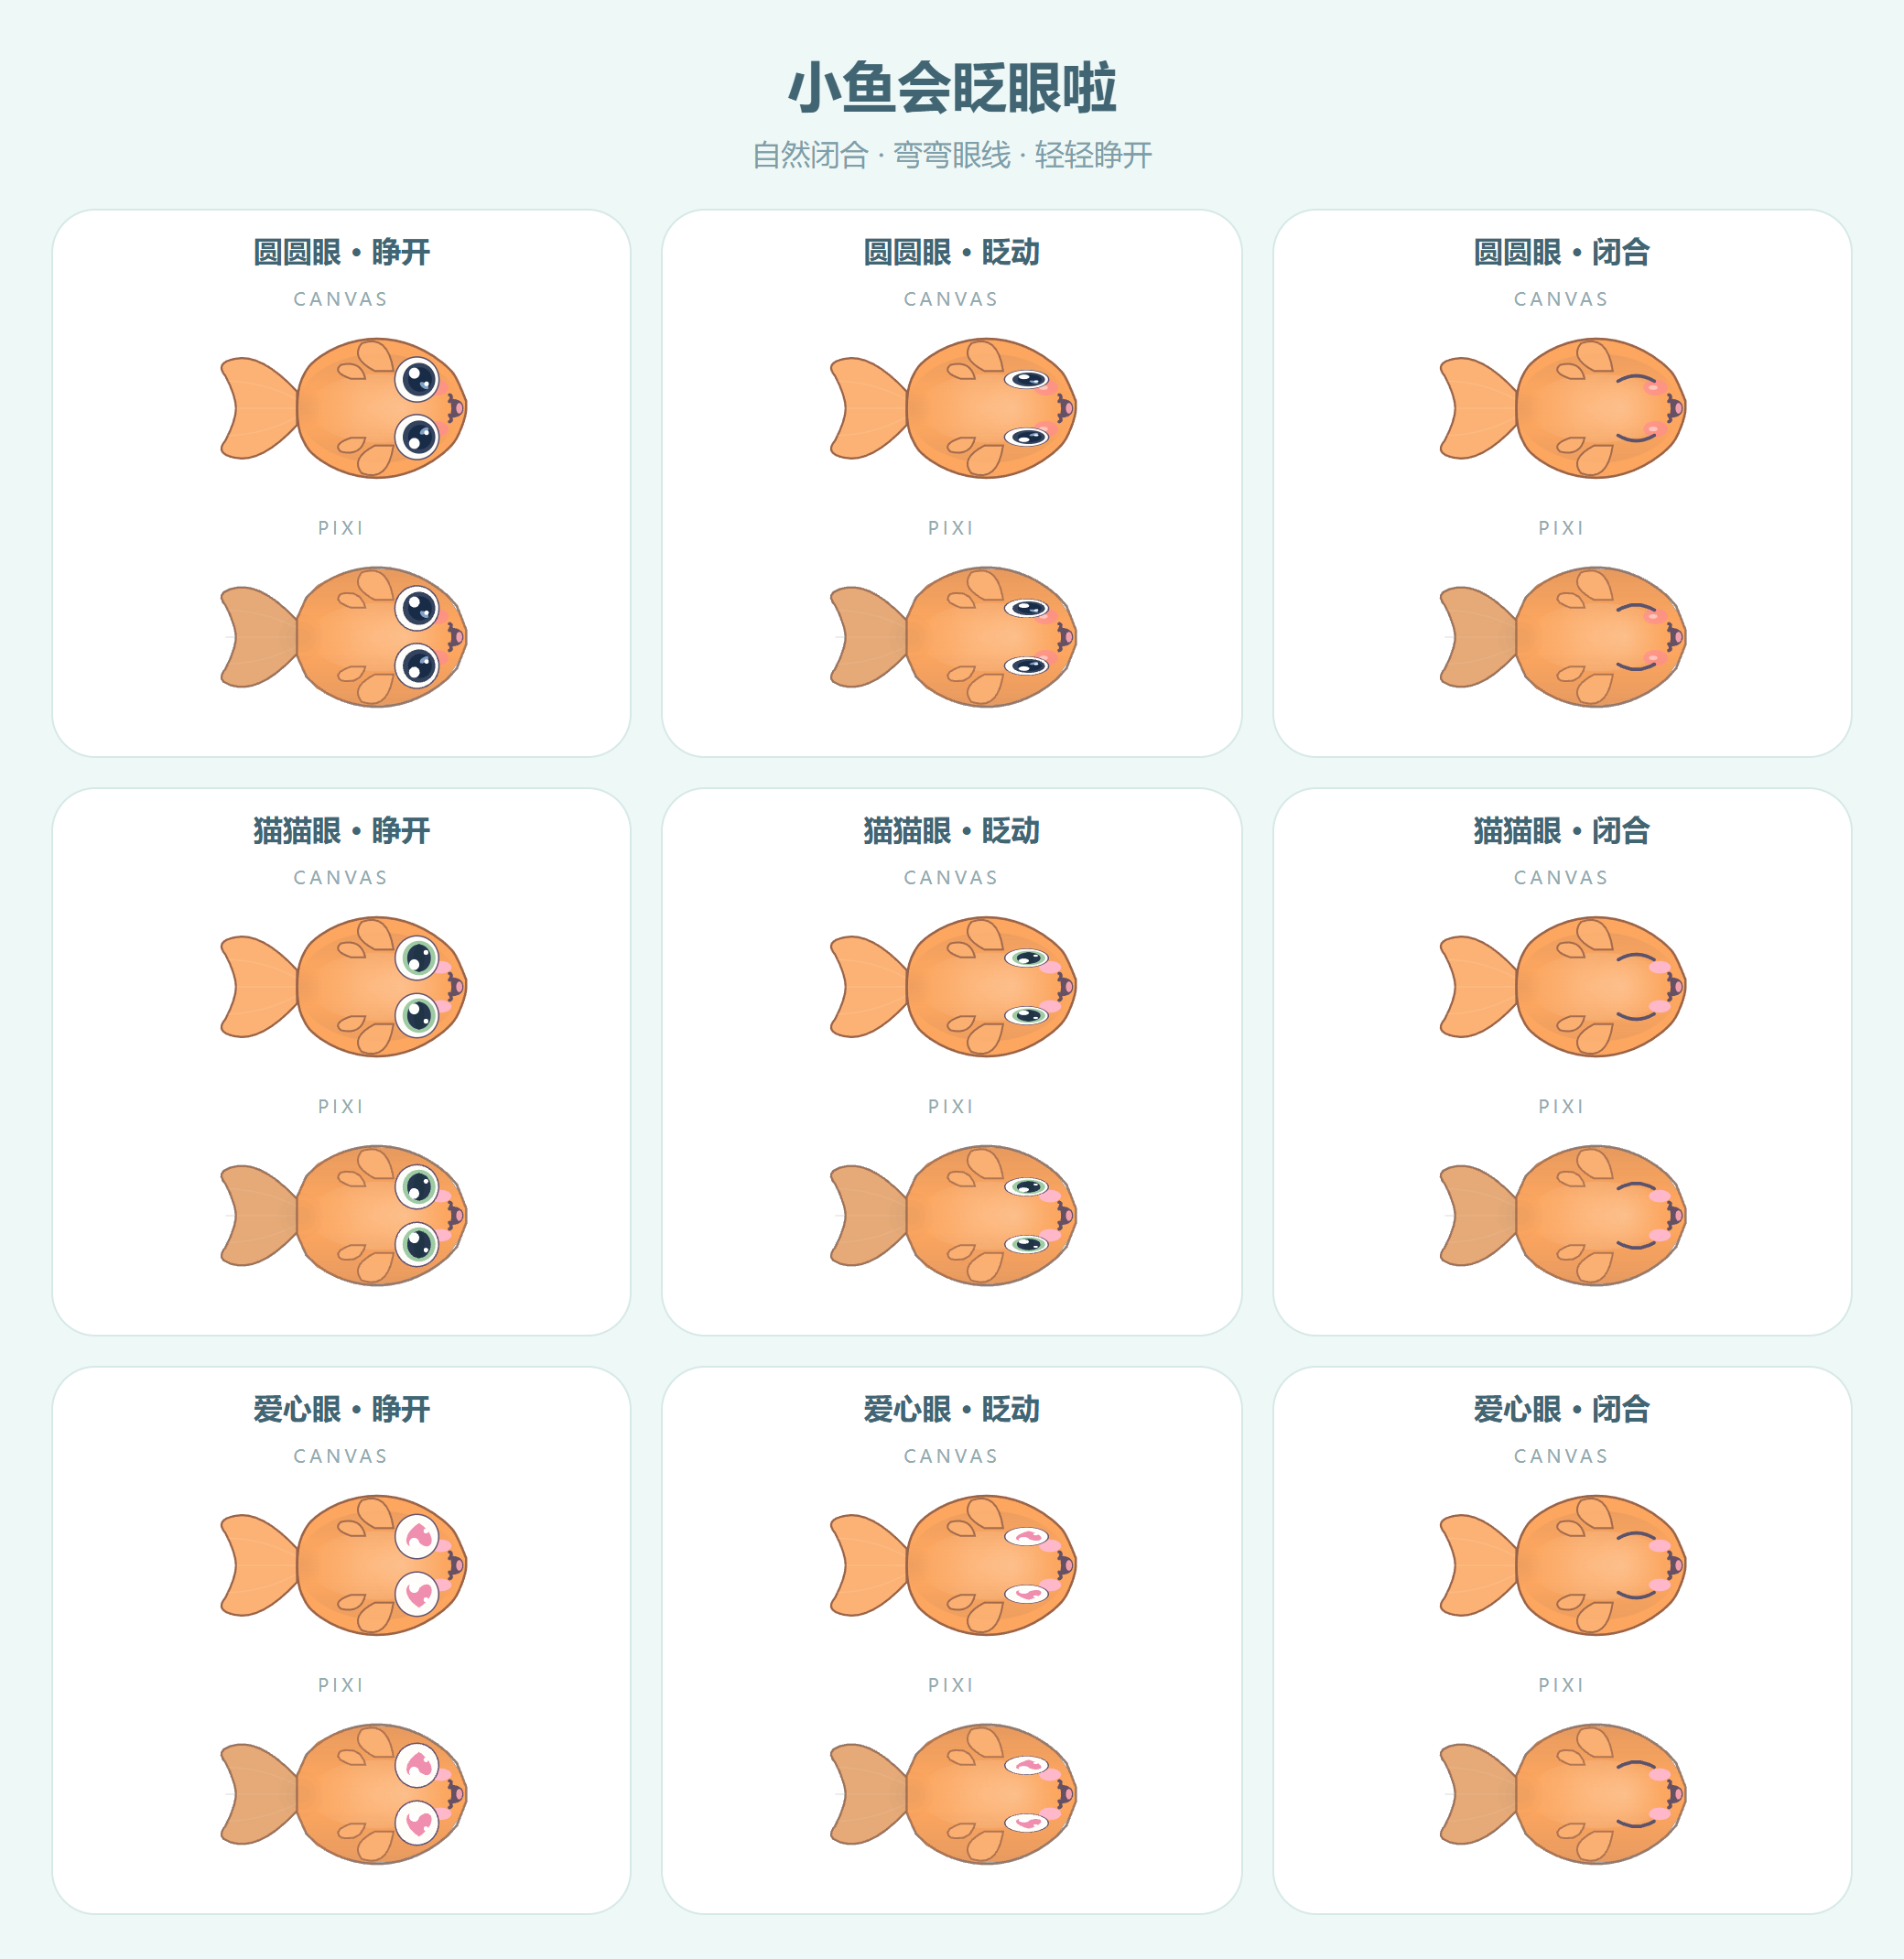 小鱼会眨眼啦
自然闭合 · 弯弯眼线 · 轻轻睁开
圆圆眼 • 睁开
CANVAS
PIXI
圆圆眼 • 眨动
CANVAS
PIXI
圆圆眼 • 闭合
CANVAS
PIXI
猫猫眼 • 睁开
CANVAS
PIXI
猫猫眼 • 眨动
CANVAS
PIXI
猫猫眼 • 闭合
CANVAS
PIXI
爱心眼 • 睁开
CANVAS
PIXI
爱心眼 • 眨动
CANVAS
PIXI
爱心眼 • 闭合
CANVAS
PIXI